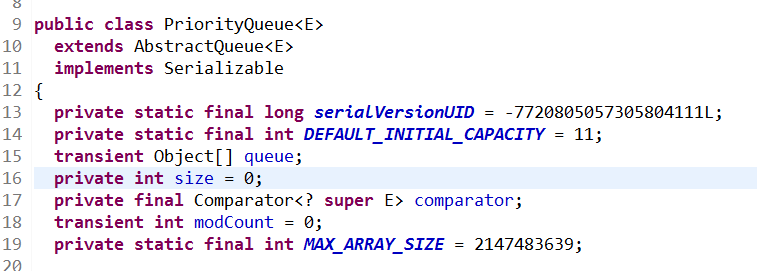 8
9 public class PriorityQueue<E>
10 extends AbstractQueue<E>
11 implements Serializable
12 {
13 private static final long serialVersionUID = -7720805057305804111L;
14 private static final int DEFAULT_INITIAL_CAPACITY = 11;
15 transient Object[] queue;
16 private int size = 0;
17 private final Comparator<? super E> comparator;
18 transient int modCount = 0;
19 private static final int MAX_ARRAY_SIZE = 2147483639;
20